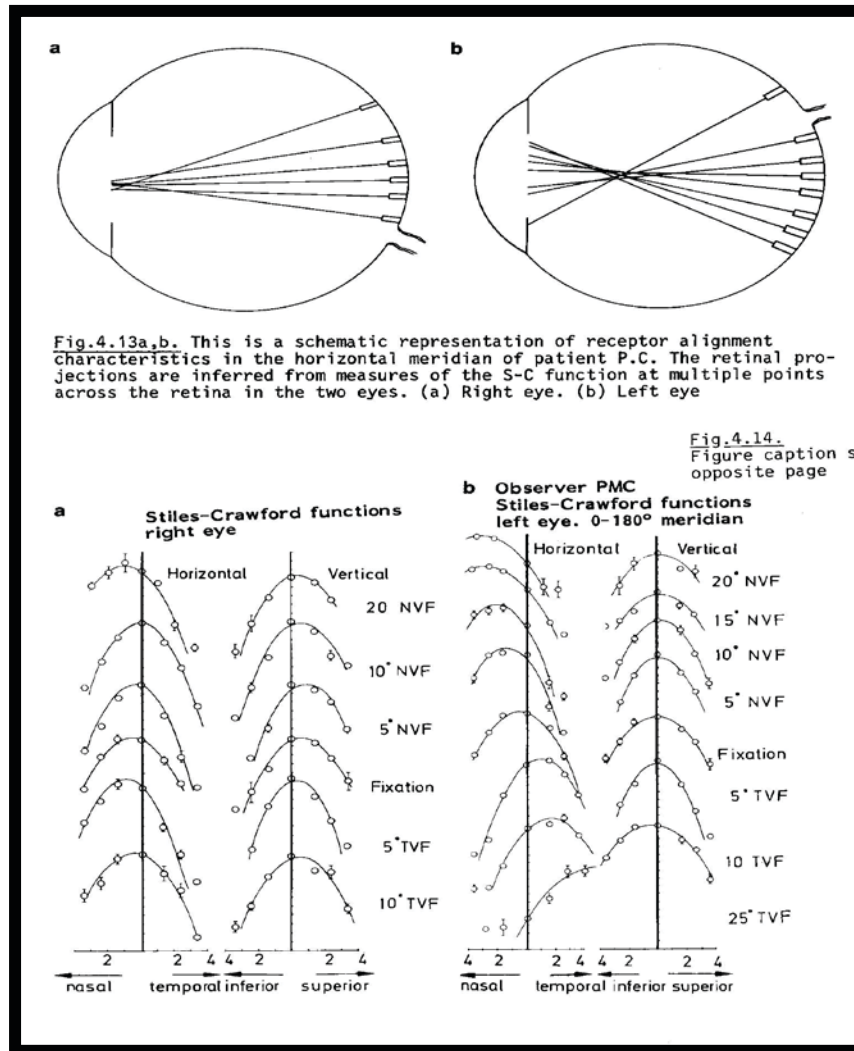 a
b
Fig.4.13a,b. This is a schematic representation of receptor alignment
characteristics in the horizontal meridian of patient P.C. The retinal pro-
jections are inferred from measures of the S-C function at multiple points
across the retina in the two eyes. (a) Right eye. (b) Left eye
Fig.4.14.
Figure caption s
opposite page
a
Stiles-Crawford functions
right eye
Horizontal
Vertical
20 NVF
10° NVF
5° NVF
Fixation
5° TVF
10° TVF
2
2
4
4
2
2
4
nasal
temporal
inferior
superior
b
Observer PMC
Stiles-Crawford functions
left eye. 0-180° meridian
Horizontal
Vertical
20° NVF
15° NVF
10° NVF
5° NVF
Fixation
5° TVF
10 TVF
25° TVF
4
2
2
4
2
2
4
nasal
temporal
inferior
superior